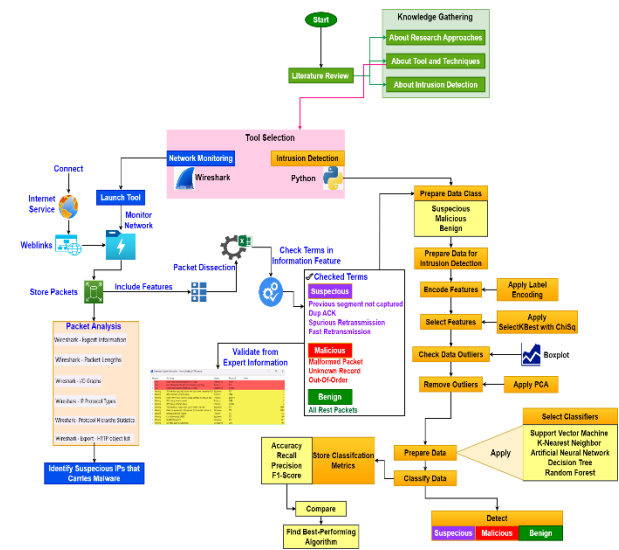 Start
Knowledge Gathering
About Research Approaches
About Tool and Techniques
About Intrusion Detection
Literature Review
Tool Selection
Network Monitoring
Intrusion Detection
Wireshark
Python
Connect
Internet
Service
Launch Tool
Monitor
Network
Weblinks
Store Packets
Include Features
Packet Dissection
Check Terms in
Information Feature
Packet Analysis
Wireshark - Expert Information
Wireshark - Packet Lengths
Wireshark - I/O Graphs
Wireshark - IP Protocol Types
Wireshark - Protocol Hierarchy Statistics
Wireshark - Expert - HTTP object list
Identify Suspicious IPs that
Carries Malware
Checked Terms
Suspecious
Previous segment not captured
Dup ACK
Spurious Retransmission
Fast Retransmission
Malicious
Malformed Packet
Unknown Record
Out-Of-Order
Benign
All Rest Packets
Validate from
Expert Information
Prepare Data Class
Suspecious
Malicious
Benign
Prepare Data for
Intrusion Detection
Encode Features
Apply Label
Encoding
Select Features
Apply
SelectKBest with ChiSq
Check Data Outliers
Boxplot
Remove Outliers
Apply PCA
Select Classifiers
Support Vector Machine
K-Nearest Neighbor
Artificial Neural Network
Decision Tree
Random Forest
Prepare Data
Apply
Classify Data
Store Classifcation
Metrics
Accuracy
Recall
Precision
F1-Score
Compare
Find Best-Performing
Algorithm
Detect
Suspecious
Malicious
Benign